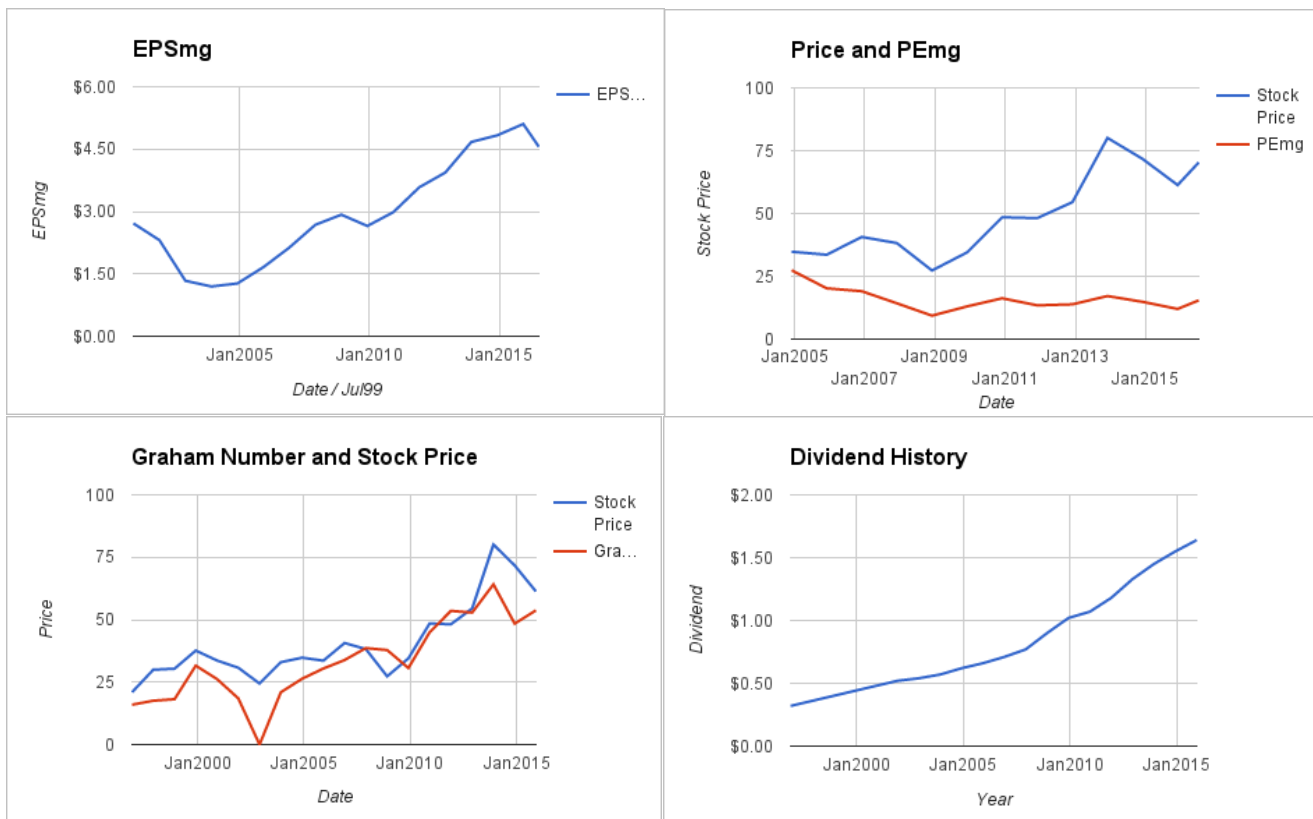 EPSmg
$6.00
$4.50
$3.00
$1.50
$0.00
EPSmg
EPS...
Jan2005
Jan2010
Jan2015
Date / Jul99
Price and PEmg
100
75
50
25
0
Stock Price
Stock
Price
PEmg
Jan2005
Jan2009
Jan2013
Jan2007
Jan2011
Jan2015
Date
Graham Number and Stock Price
100
75
50
25
0
Price
Stock
Price
Gra...
Jan2000
Jan2005
Jan2010
Jan2015
Date
Dividend History
$2.00
$1.50
$1.00
$0.50
$0.00
Dividend
Jan2000
Jan2005
Jan2010
Jan2015
Year